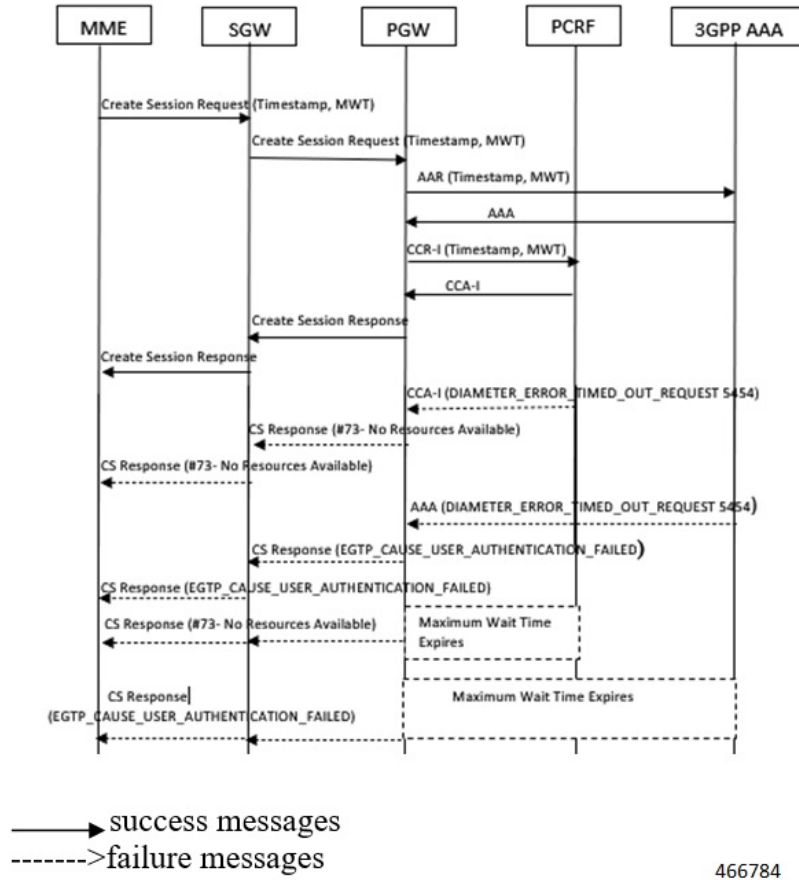 MME SGW PGW PCRF 3GPP AAA
Create Session Request (Timestamp, MWT)
Create Session Request (Timestamp, MWT)
AAR (Timestamp, MWT)
AAA
CCR-I (Timestamp, MWT)
CCA-I
Create Session Response
Create Session Response
CCA-I (DIAMETER_ERROR_TIMED_OUT_REQUEST 5454)
CS Response (#73- No Resources Available)
CS Response (#73- No Resources Available)
AAA (DIAMETER_ERROR_TIMED_OUT_REQUEST 5454)
CS Response (EGTP_CAUSE_USER_AUTHENTICATION_FAILED)
CS Response (EGTP_CAUSE_USER_AUTHENTICATION_FAILED)
CS Response (#73- No Resources Available)
Maximum Wait Time
Expires
CS Response
(EGTP_CAUSE_USER_AUTHENTICATION_FAILED)
Maximum Wait Time Expires
success messages
failure messages
466784